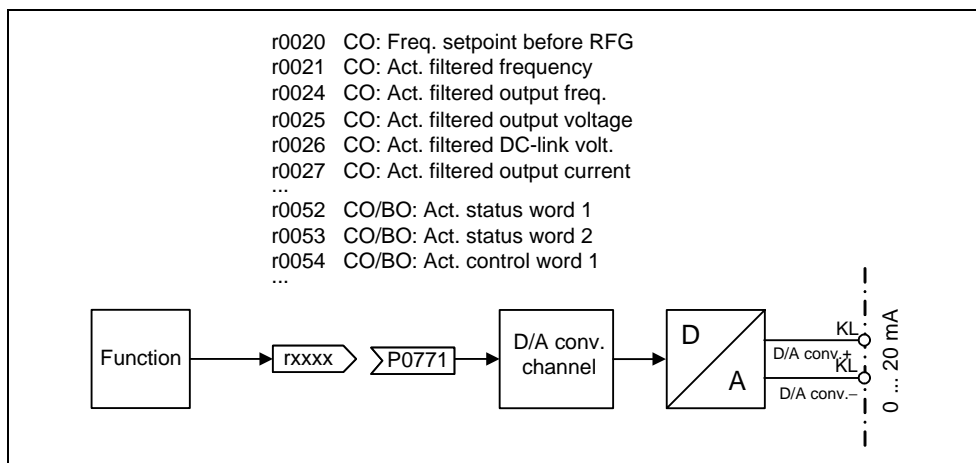 r0020 CO: Freq. setpoint before RFG
r0021 CO: Act. filtered frequency
r0024 CO: Act. filtered output freq.
r0025 CO: Act. filtered output voltage
r0026 CO: Act. filtered DC-link volt.
r0027 CO: Act. filtered output current
...
r0052 CO/BO: Act. status word 1
r0053 CO/BO: Act. status word 2
r0054 CO/BO: Act. control word 1
...
Function
rxxxx
P0771
D/A conv.
channel
D
A
KL
D/A conv.+
KL
D/A conv.−
0 ... 20 mA